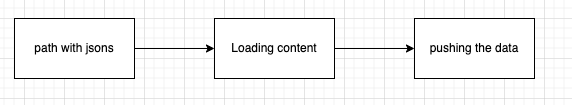 path with jsons
Loading content
pushing the data